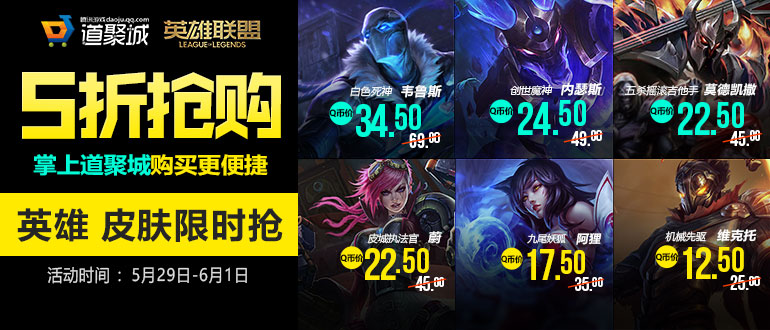 腾讯游戏 daoju.qq.com
道聚城
英雄联盟
LEAGUE of LEGENDS
5折抢购
掌上道聚城购买更便捷
英雄 皮肤限时抢
活动时间：5月29日-6月1日
白色死神 韦鲁斯
Q币价 34.50
69.00
创世魔神 内瑟斯
Q币价 24.50
49.00
五杀摇滚吉他手 莫德凯撒
Q币价 22.50
45.00
皮城执法官 蔚
Q币价 22.50
45.00
九尾妖狐 阿狸
Q币价 17.50
35.00
机械先驱 维克托
Q币价 12.50
25.00